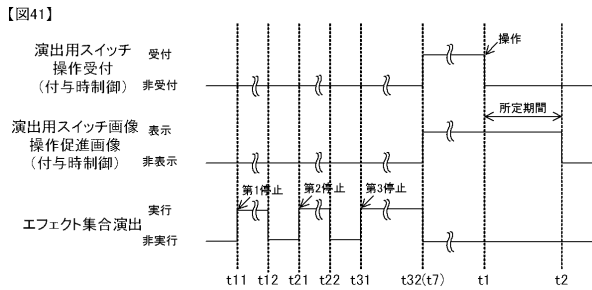 【図41】
演出用スイッチ
操作受付
(付与時制御)
受付
非受付
操作
演出用スイッチ画像
操作促進画像
(付与時制御)
表示
非表示
所定期間
エフェクト集合演出
実行
非実行
第1停止
第2停止
第3停止
t11
t12
t21
t22
t31
t32(t7)
t1
t2